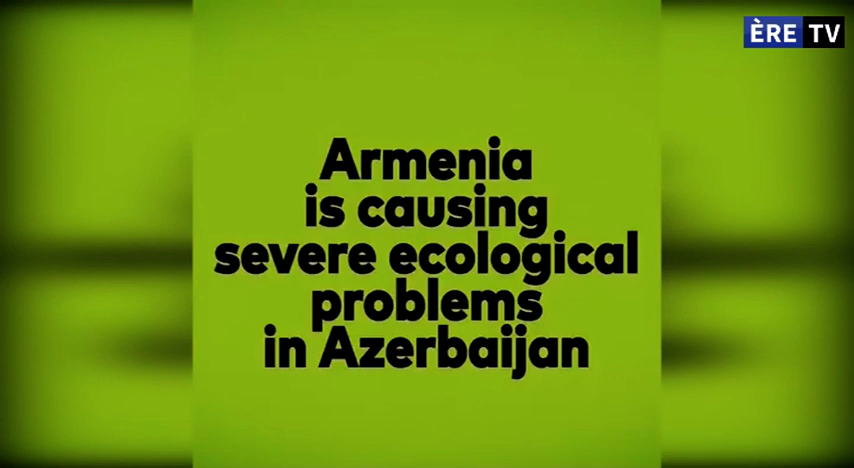 ÈRE TV
Armenia
is causing
severe ecological
problems
in Azerbaijan